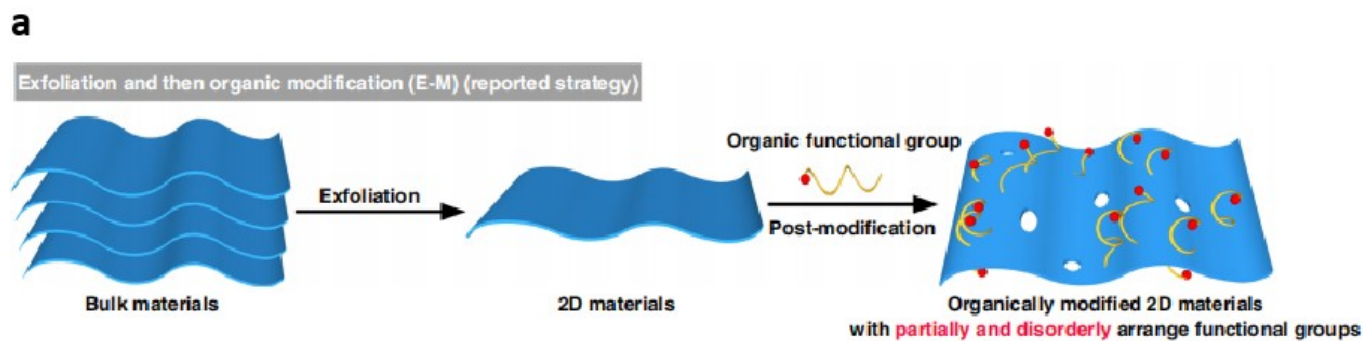 a
Exfoliation and then organic modification (E-M) (reported strategy)
Organic functional group
Exfoliation
Post-modification
Bulk materials
2D materials
Organically modified 2D materials
with partially and disorderly arrange functional groups